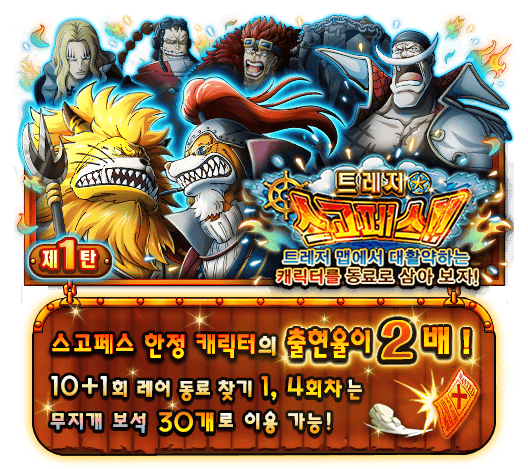 트레저
스고페스!!
트레저 맵에서 대활약하는
캐릭터를 동료로 삼아 보자!
제1탄
스고페스 한정 캐릭터의 출현율이 2배!
10+1회 레어 동료 찾기 1, 4회차는
무지개 보석 30개로 이용 가능!